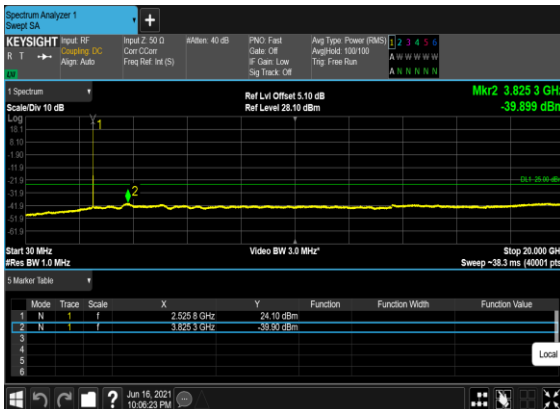 Spectrum Analyzer 1
Swept SA
KEYSIGHT Input: RF Input Z: 50 Ω #Atten: 40 dB PNO: Fast Avg Type: Power (RMS) 1 2 3 4 5 6
R T Coupling: DC Corr CCorr Gate: Off Avg|Hold: 100/100 A W W W W W
Align: Auto Freq Ref: Int (S) IF Gain: Low Trig: Free Run
Sig Track: Off A N N N N N
1 Spectrum Ref Lvl Offset 5.10 dB Mkr2 3.825 3 GHz
Scale/Div 10 dB Ref Level 28.10 dBm -39.899 dBm
Log
18.1
8.10
-1.90
-11.9
-21.9
-31.9
-41.9
-51.9
-61.9
1
2
DL1 -25.00 dBm
Start 30 MHz Video BW 3.0 MHz* Stop 20.000 GHz
#Res BW 1.0 MHz Sweep ~38.3 ms (40001 pts
5 Marker Table
Mode Trace Scale X Y Function Function Width Function Value
1 N 1 f 2.525 8 GHz 24.10 dBm
2 N 1 f 3.825 3 GHz -39.90 dBm
3
4
5
6
Local
? Jun 16, 2021
10:06:23 PM